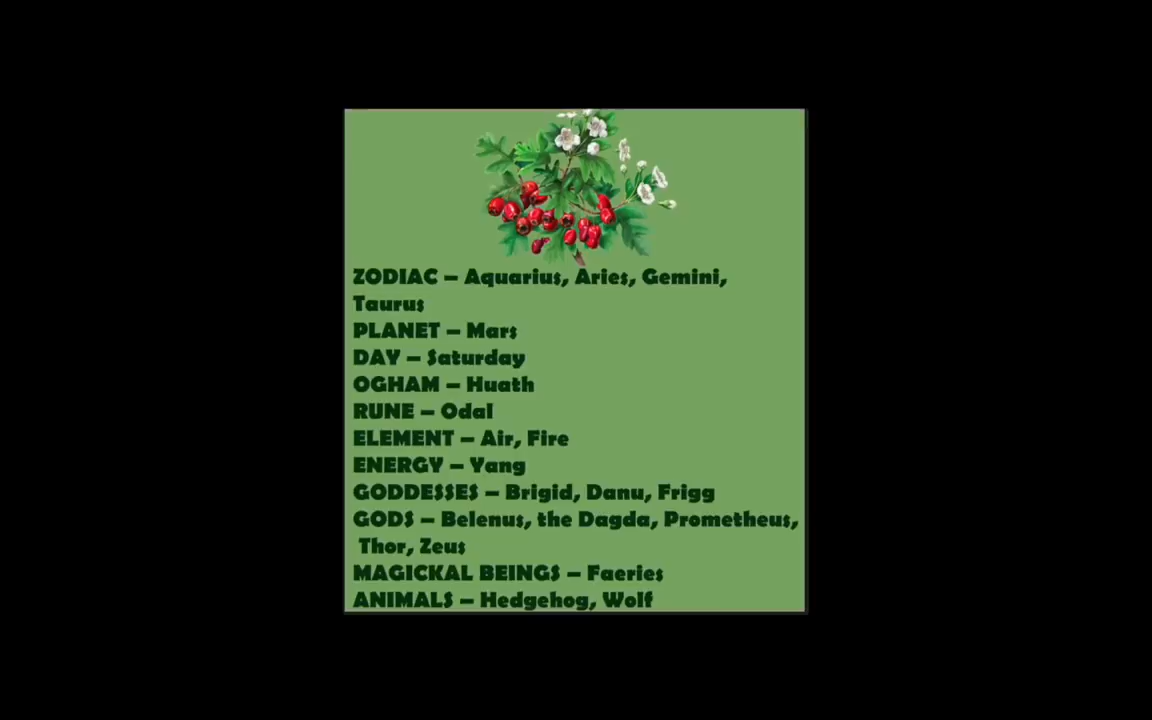 ZODIAC – Aquarius, Aries, Gemini,
Taurus
PLANET – Mars
DAY – Saturday
OGHAM – Huath
RUNE – Odal
ELEMENT – Air, Fire
ENERGY – Yang
GODDESSES – Brigid, Danu, Frigg
GODS – Belenus, the Dagda, Prometheus,
Thor, Zeus
MAGICKAL BEINGS – Faeries
ANIMALS – Hedgehog, Wolf